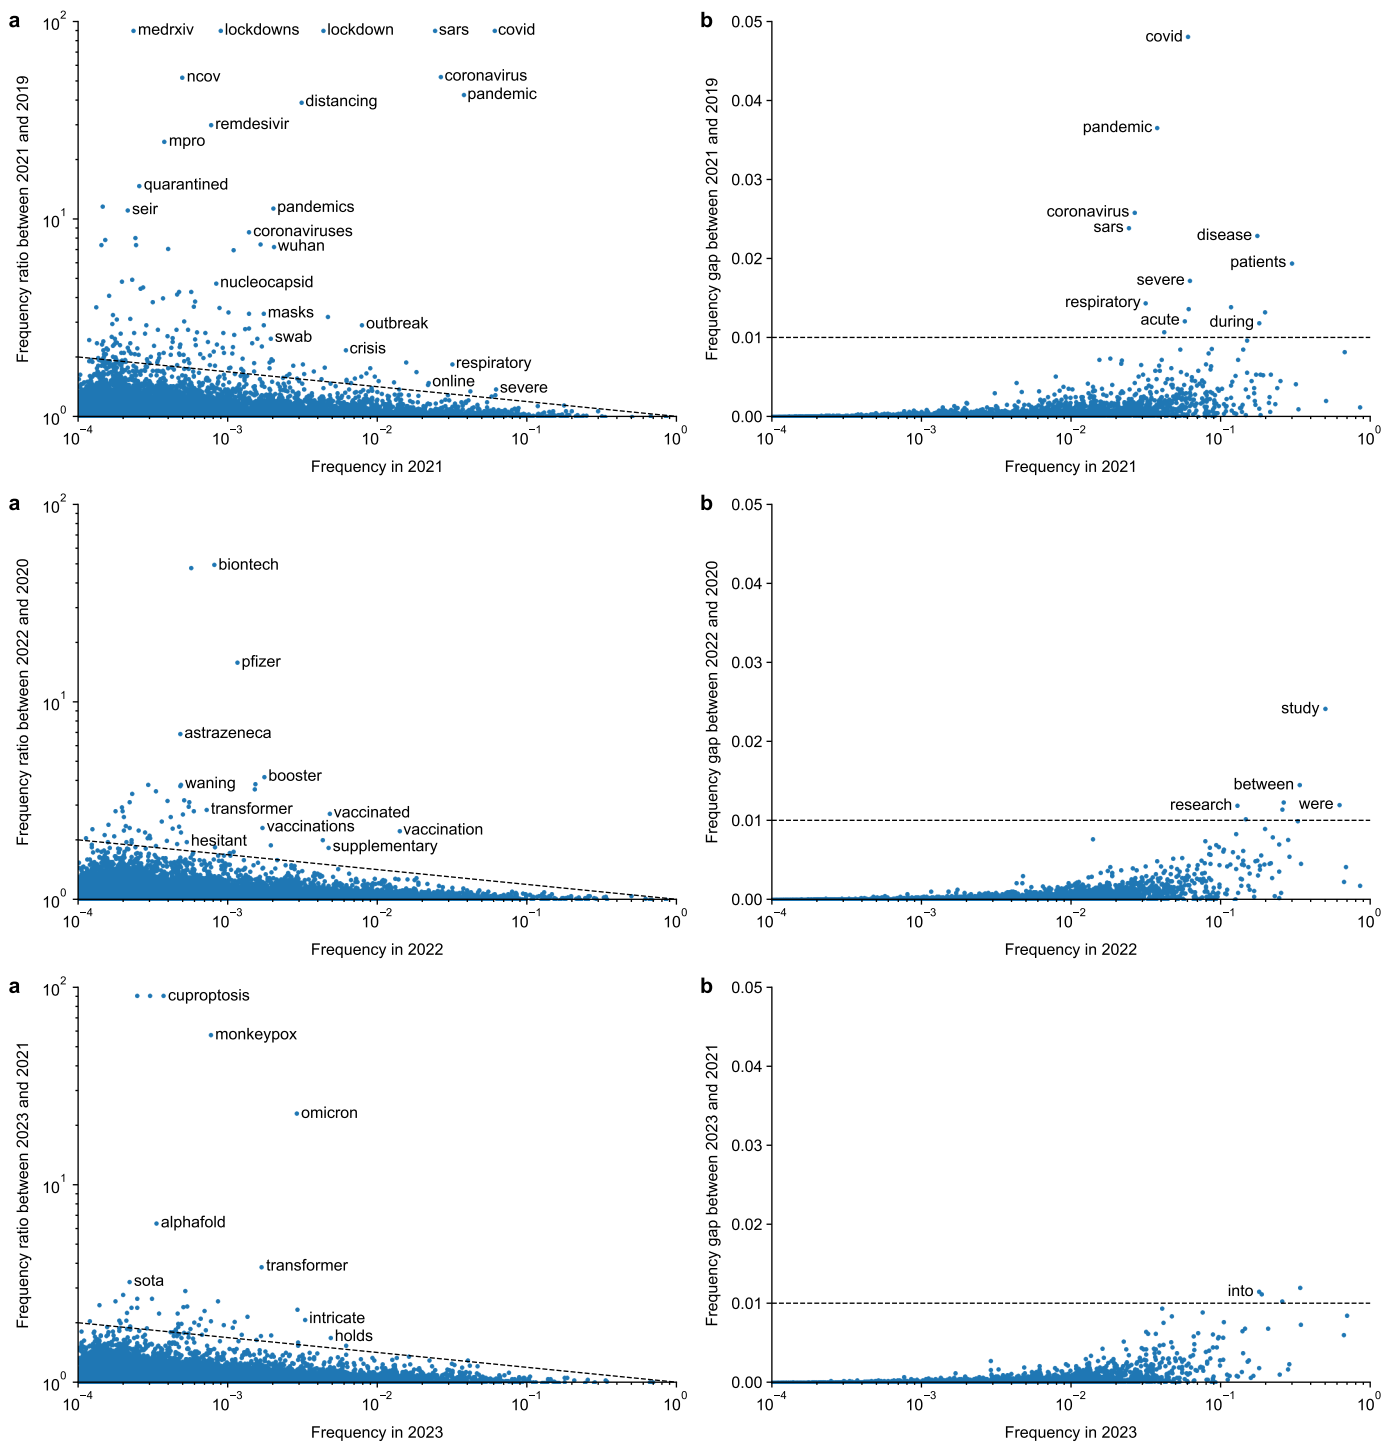 a
b
10²
10¹
10⁰
Frequency ratio between 2021 and 2019
medrxiv
lockdowns
lockdown
sars
covid
ncov
coronavirus
pandemic
distancing
remdesivir
mpro
quarantined
seir
pandemics
coronaviruses
wuhan
nucleocapsid
masks
outbreak
swab
crisis
respiratory
online
severe
10⁻⁴
10⁻³
10⁻²
10⁻¹
10⁰
Frequency in 2021
0.05
0.04
0.03
0.02
0.01
0.00
Frequency gap between 2021 and 2019
covid
pandemic
coronavirus
sars
disease
patients
severe
respiratory
acute
during
10⁻⁴
10⁻³
10⁻²
10⁻¹
10⁰
Frequency in 2021
a
b
10²
10¹
10⁰
Frequency ratio between 2022 and 2020
biontech
pfizer
astrazeneca
waning
booster
transformer
vaccinated
vaccinations
vaccination
hesitant
supplementary
10⁻⁴
10⁻³
10⁻²
10⁻¹
10⁰
Frequency in 2022
0.05
0.04
0.03
0.02
0.01
0.00
Frequency gap between 2022 and 2020
study
between
research
were
10⁻⁴
10⁻³
10⁻²
10⁻¹
10⁰
Frequency in 2022
a
b
10²
10¹
10⁰
Frequency ratio between 2023 and 2021
cuproptosis
monkeypox
omicron
alphafold
transformer
sota
intricate
holds
10⁻⁴
10⁻³
10⁻²
10⁻¹
10⁰
Frequency in 2023
0.05
0.04
0.03
0.02
0.01
0.00
Frequency gap between 2023 and 2021
into
10⁻⁴
10⁻³
10⁻²
10⁻¹
10⁰
Frequency in 2023